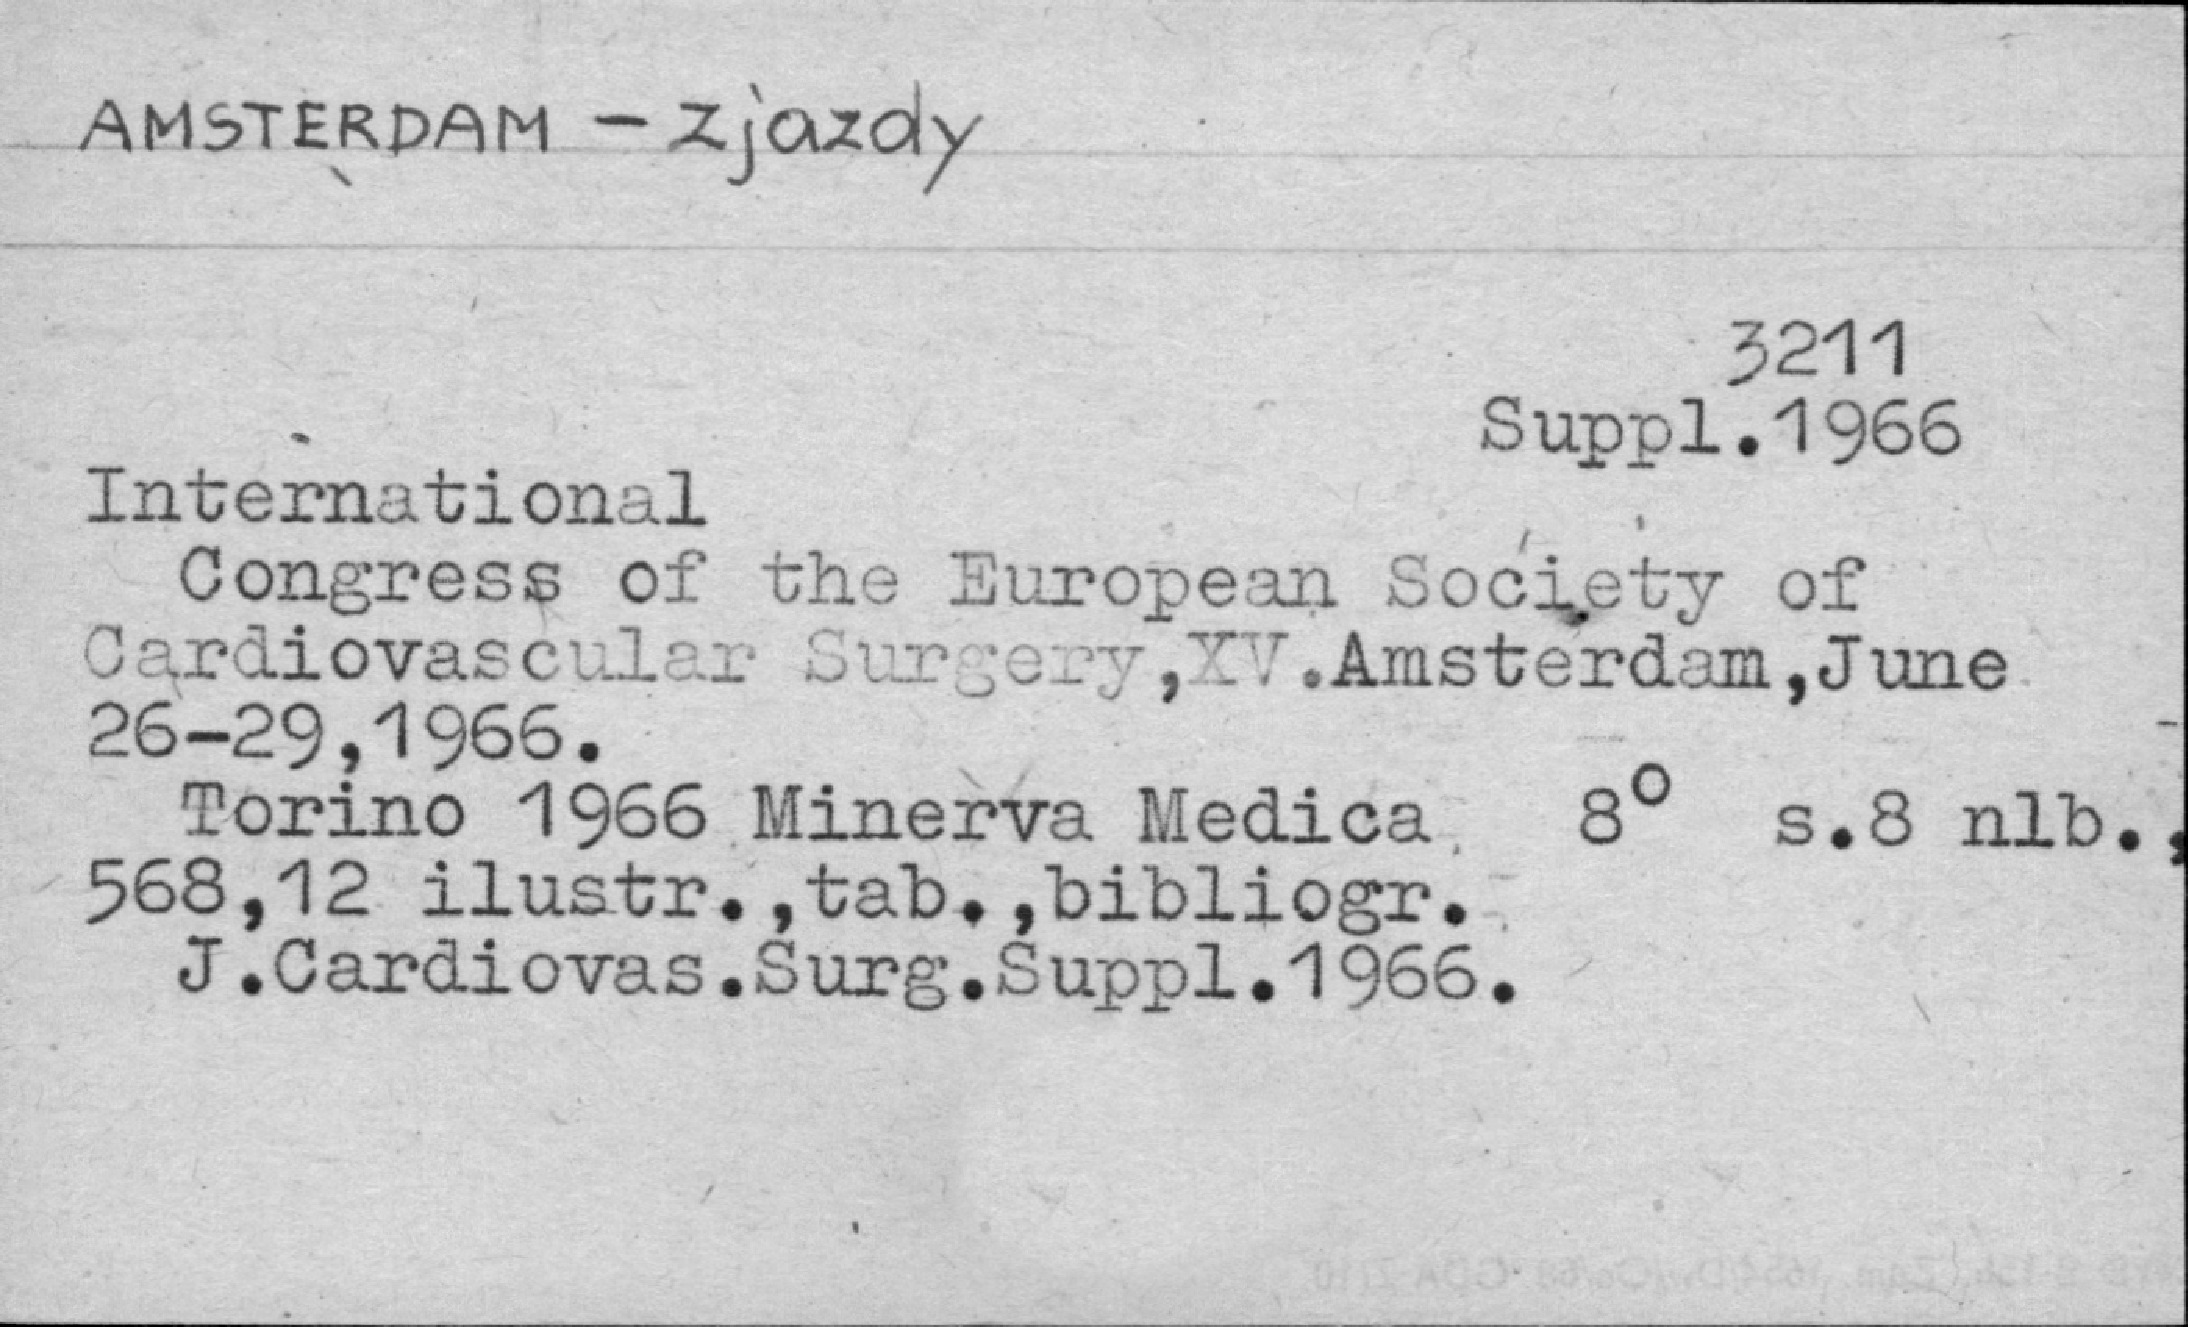 AMSTERDAM – zjazdy
3211
Suppl.1966
International
Congress of the European Society of
Cardiovascular Surgery,XV.Amsterdam,June
26-29,1966.
Torino 1966 Minerva Medica 8° s.8 nlb.,
568,12 ilustr.,tab.,bibliogr.
J.Cardiovas.Surg.Suppl.1966.